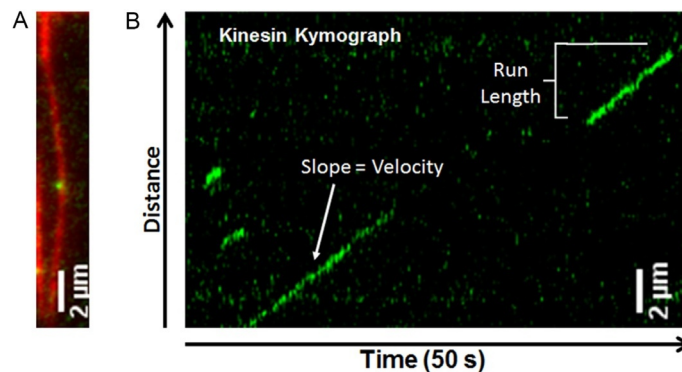 A
2 µm
B
Kinesin Kymograph
Run
Length
Slope = Velocity
Distance
2 µm
Time (50 s)